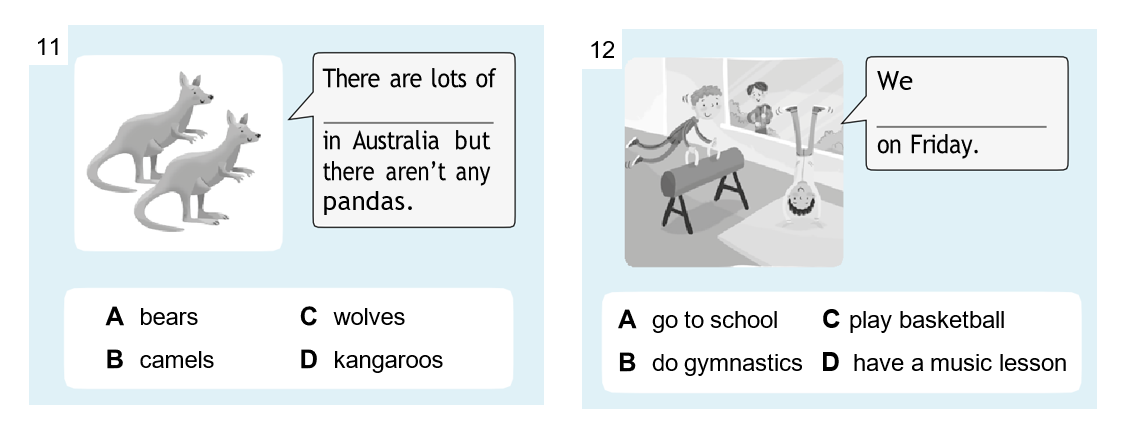 11
There are lots of
in Australia but
there aren't any
pandas.
A bears
C wolves
B camels
D kangaroos
12
We
on Friday.
A go to school
C play basketball
B do gymnastics
D have a music lesson